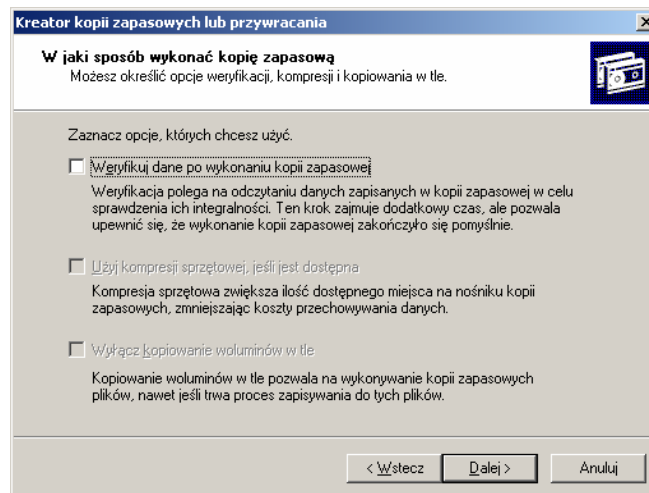 Kreator kopii zapasowych lub przywracania
W jaki sposób wykonać kopię zapasową
Możesz określić opcje weryfikacji, kompresji i kopiowania w tle.
Zaznacz opcje, których chcesz użyć.
Weryfikuj dane po wykonaniu kopii zapasowej
Weryfikacja polega na odczytaniu danych zapisanych w kopii zapasowej w celu
sprawdzenia ich integralności. Ten krok zajmuje dodatkowy czas, ale pozwala
upewnić się, że wykonanie kopii zapasowej zakończyło się pomyślnie.
Użyj kompresji sprzętowej, jeśli jest dostępna
Kompresja sprzętowa zwiększa ilość dostępnego miejsca na nośniku kopii
zapasowych, zmniejszając koszty przechowywania danych.
Wyłącz kopiowanie woluminów w tle
Kopiowanie woluminów w tle pozwala na wykonywanie kopii zapasowych
plików, nawet jeśli trwa proces zapisywania do tych plików.
< Wstecz Dalej > Anuluj